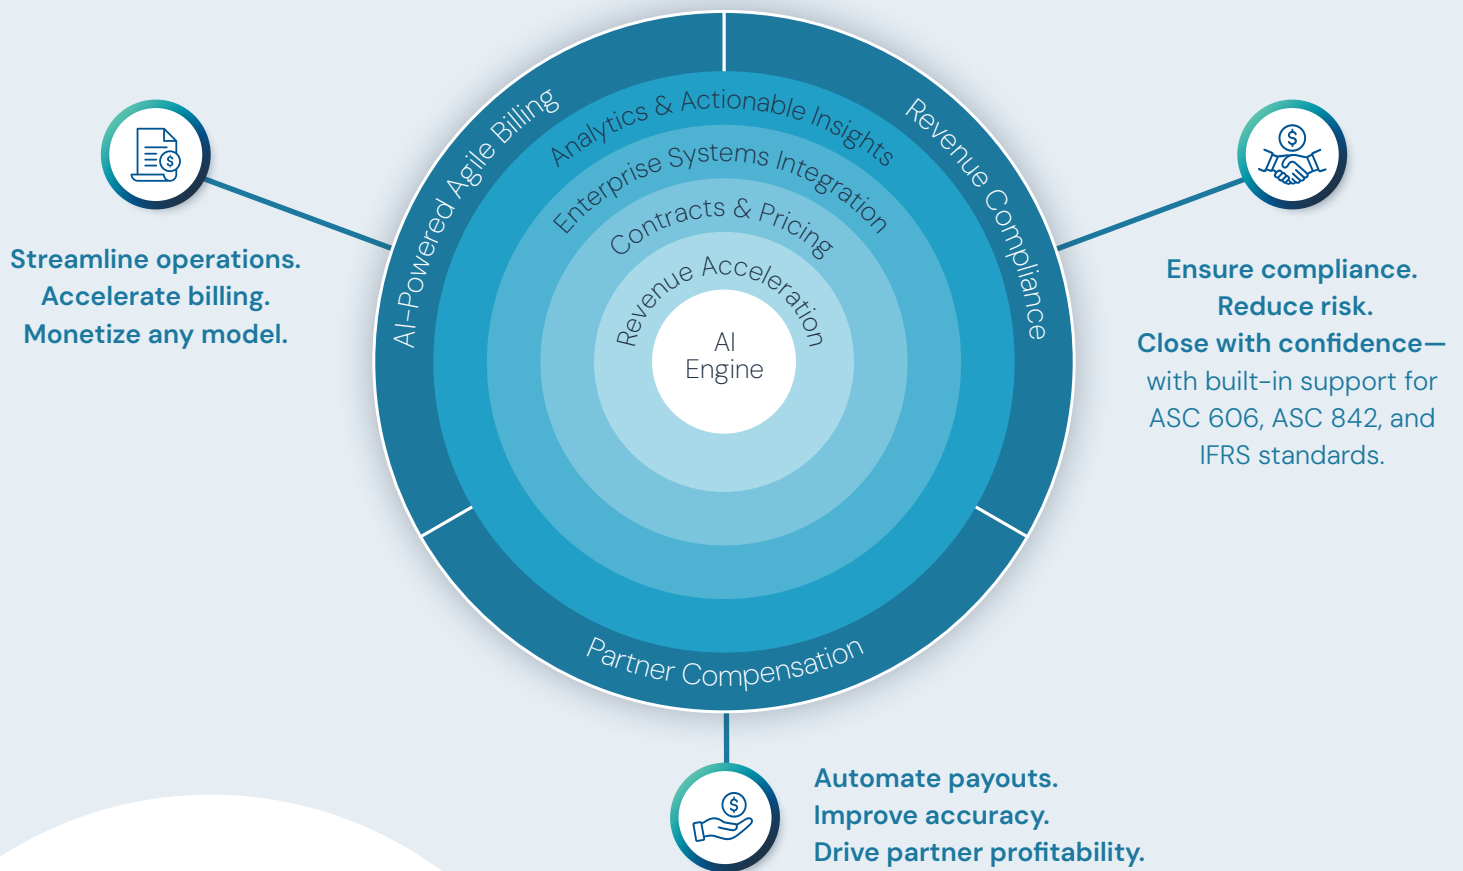 AI-Powered Agile Billing
Revenue Compliance
Partner Compensation
Analytics & Actionable Insights
Enterprise Systems Integration
Contracts & Pricing
Revenue Acceleration
AI
Engine
Streamline operations.
Accelerate billing.
Monetize any model.
Ensure compliance.
Reduce risk.
Close with confidence—
with built-in support for
ASC 606, ASC 842, and
IFRS standards.
Automate payouts.
Improve accuracy.
Drive partner profitability.
$
$
$